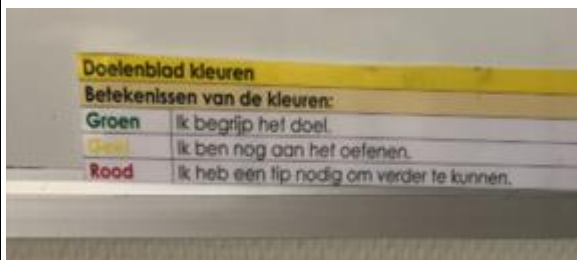 Doelenblad kleuren
Betekenissen van de kleuren:
Groen Ik begrijp het doel.
Geel Ik ben nog aan het oefenen.
Rood Ik heb een tip nodig om verder te kunnen.